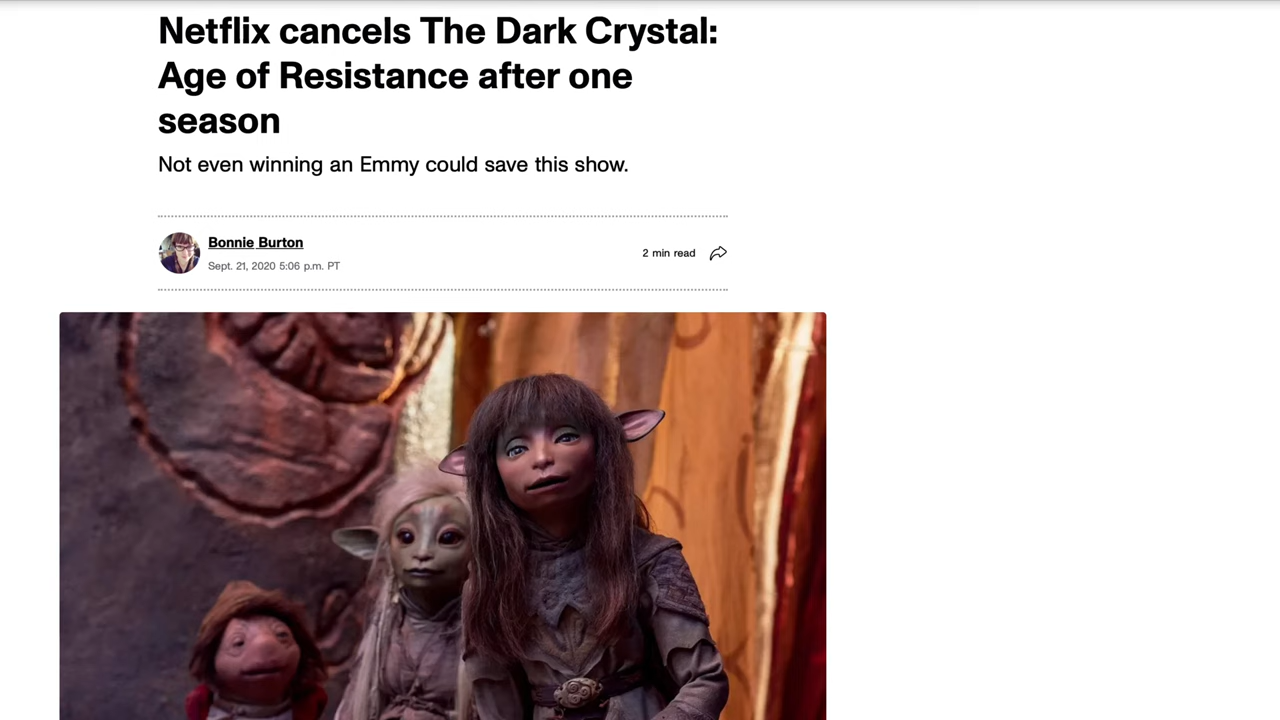 Netflix cancels The Dark Crystal:
Age of Resistance after one
season
Not even winning an Emmy could save this show.
Bonnie Burton
Sept. 21, 2020 5:06 p.m. PT
2 min read